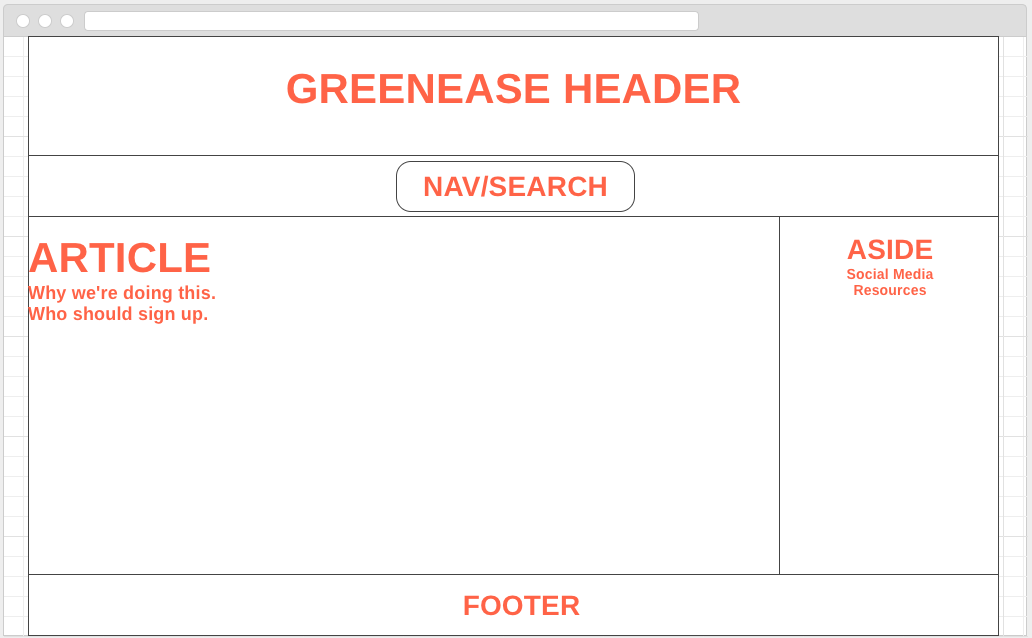 GREENEASE HEADER
NAV/SEARCH
ARTICLE
Why we're doing this.
Who should sign up.
ASIDE
Social Media
Resources
FOOTER